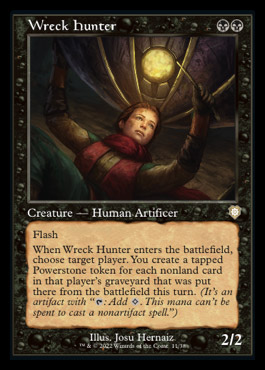 Wreck Hunter
Creature — Human Artificer
Flash
When Wreck Hunter enters the battlefield,
choose target player. You create a tapped
Powerstone token for each nonland card
in that player's graveyard that was put
there from the battlefield this turn. (It's an
artifact with “: Add . This mana can't be
spent to cast a nonartifact spell.”)
Illus. Josu Hernaiz
2/2
™ & © 2022 Wizards of the Coast